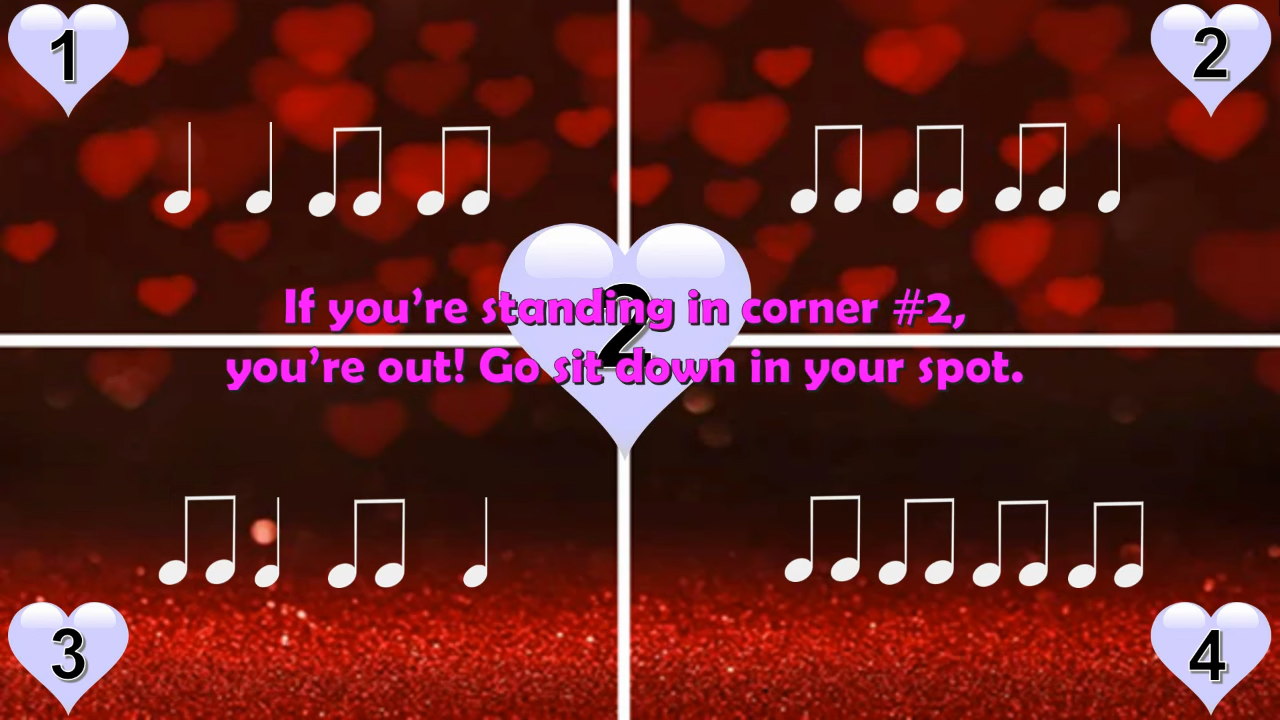 1
2
2
If you’re standing in corner #2,
you’re out! Go sit down in your spot.
3
4